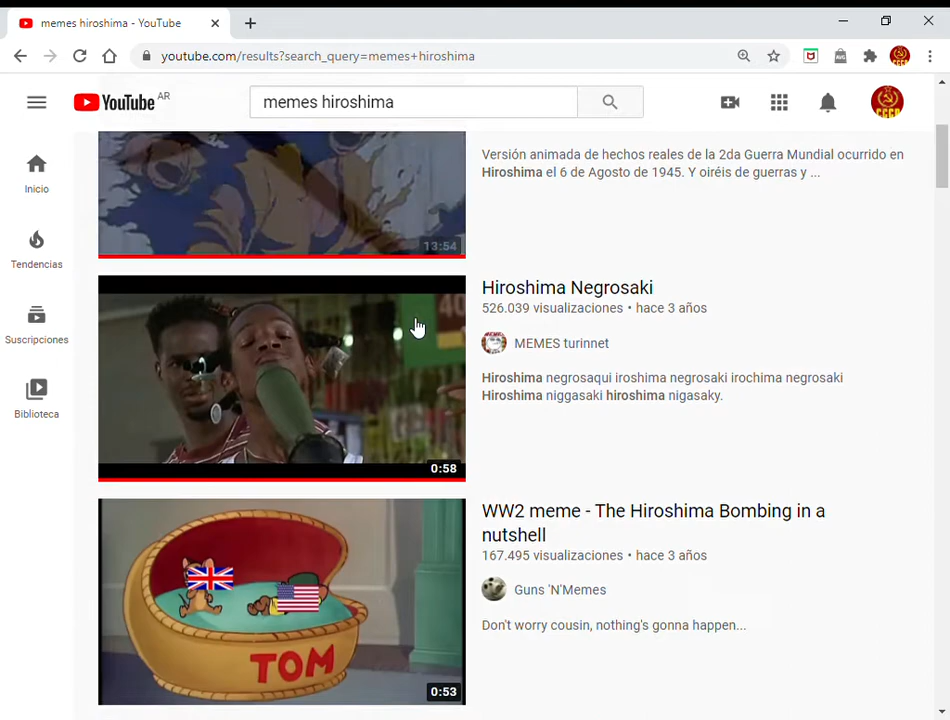 memes hiroshima - YouTube
youtube.com/results?search_query=memes+hiroshima
YouTube AR
memes hiroshima
Inicio
Tendencias
Suscripciones
Biblioteca
13:54
Versión animada de hechos reales de la 2da Guerra Mundial ocurrido en
Hiroshima el 6 de Agosto de 1945. Y oiréis de guerras y ...
0:58
Hiroshima Negrosaki
526.039 visualizaciones • hace 3 años
MEMES turinnet
Hiroshima negrosaqui iroshima negrosaki irochima negrosaki
Hiroshima niggasaki hiroshima nigasaky.
TOM
0:53
WW2 meme - The Hiroshima Bombing in a
nutshell
167.495 visualizaciones • hace 3 años
Guns 'N'Memes
Don't worry cousin, nothing's gonna happen...